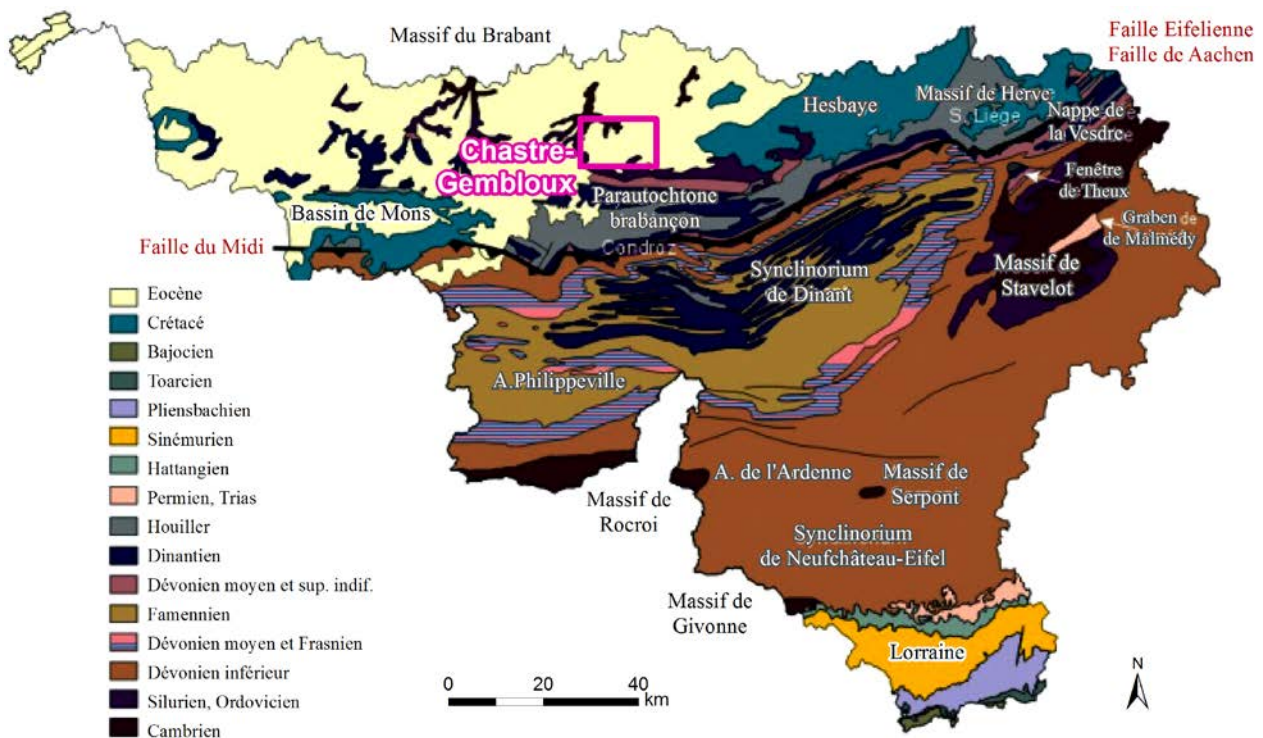 Massif du Brabant
Faille Eifelienne
Faille de Aachen
Hesbaye
Massif de Herve
S. Liège
Nappe de
la Vesdre
Chastre-
Gembloux
Fenêtre
de Theux
Parautochtone
brabançon
Bassin de Mons
Graben
de Malmédy
Faille du Midi
Condroz
Massif de
Stavelot
Synclinorium
de Dinant
Eocène
Crétacé
Bajocien
Toarcien
Pliensbachien
Sinémurien
Hattangien
Permien, Trias
Houiller
Dinantien
Dévonien moyen et sup. indif.
Famennien
Dévonien moyen et Frasnien
Dévonien inférieur
Silurien, Ordovicien
Cambrien
A.Philippeville
A. de l'Ardenne
Massif de
Serpont
Massif de
Rocroi
Synclinorium
de Neufchâteau-Eifel
Massif de
Givonne
Lorraine
0 20 40
km
N